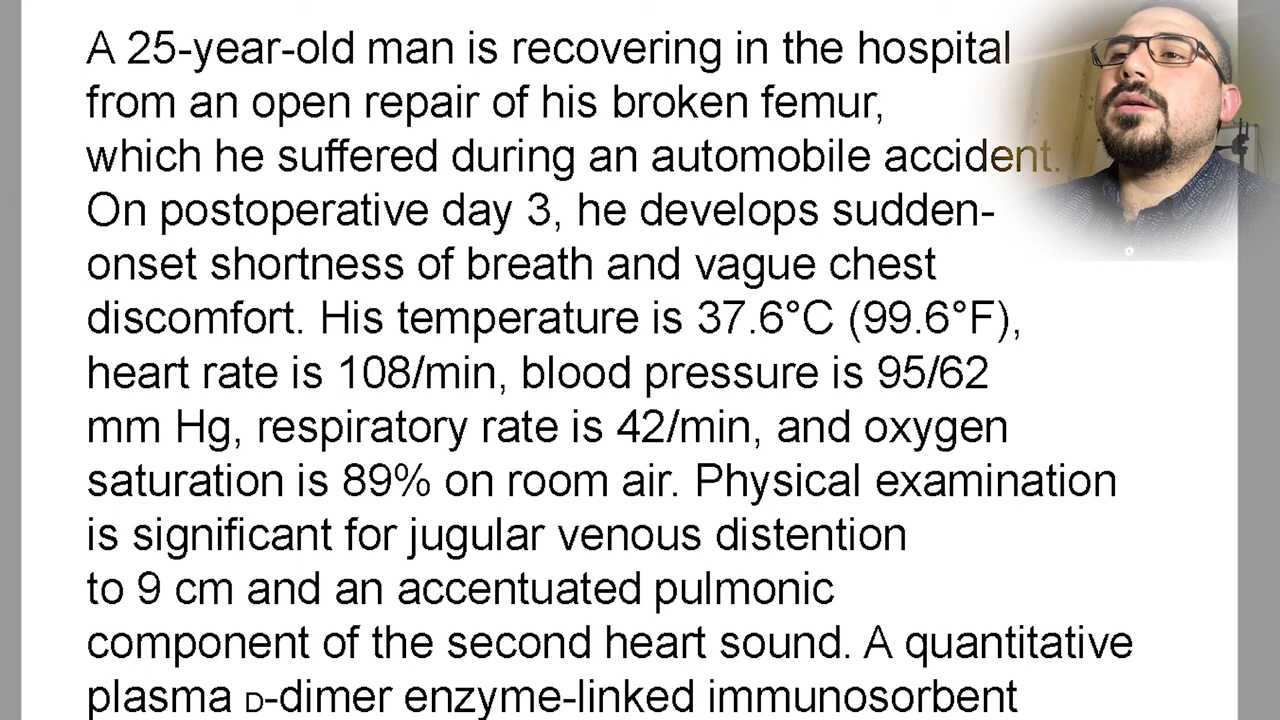 A 25-year-old man is recovering in the hospital
from an open repair of his broken femur,
which he suffered during an automobile accident.
On postoperative day 3, he develops sudden-
onset shortness of breath and vague chest
discomfort. His temperature is 37.6°C (99.6°F),
heart rate is 108/min, blood pressure is 95/62
mm Hg, respiratory rate is 42/min, and oxygen
saturation is 89% on room air. Physical examination
is significant for jugular venous distention
to 9 cm and an accentuated pulmonic
component of the second heart sound. A quantitative
plasma D-dimer enzyme-linked immunosorbent